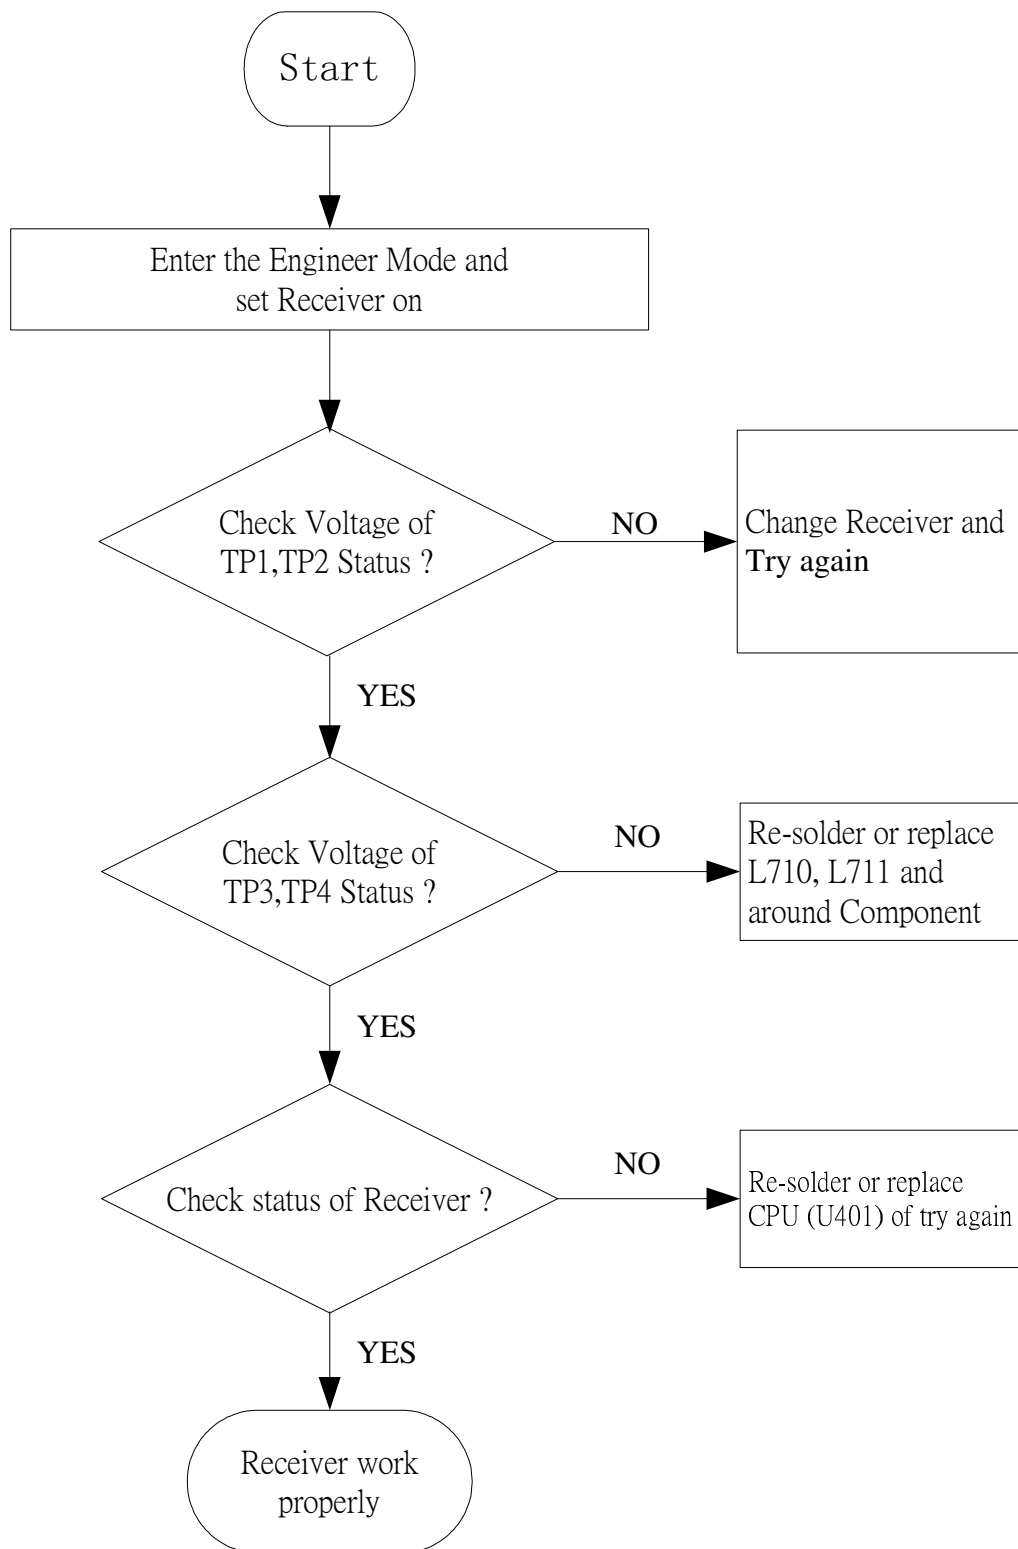 Start
Enter the Engineer Mode and
set Receiver on
Check Voltage of
TP1,TP2 Status ?
NO
Change Receiver and
Try again
YES
Check Voltage of
TP3,TP4 Status ?
NO
Re-solder or replace
L710, L711 and
around Component
YES
Check status of Receiver ?
NO
Re-solder or replace
CPU (U401) of try again
YES
Receiver work
properly